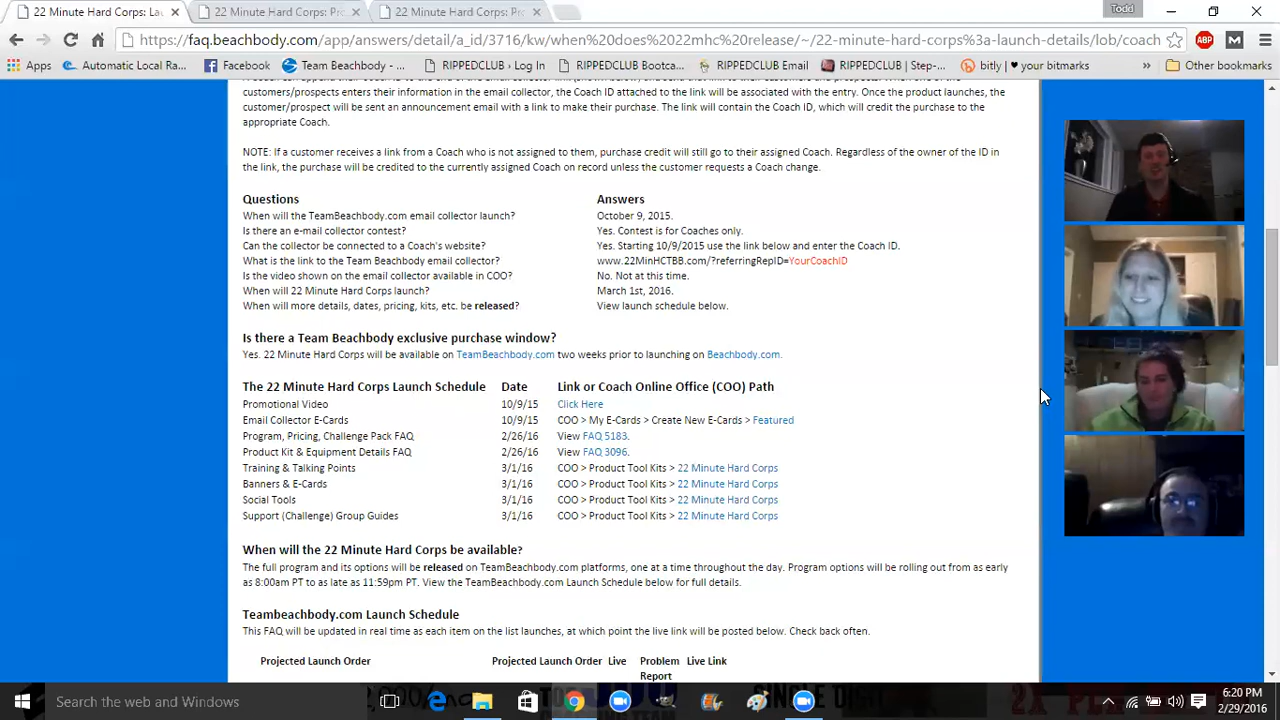 22 Minute Hard Corps: La
22 Minute Hard Corps: Pr
22 Minute Hard Corps: Pr
Todd
https://faq.beachbody.com/app/answers/detail/a_id/3716/kw/when%20does%2022mhc%20release/~/22-minute-hard-corps%3a-launch-details/lob/coach
Apps
Automatic Local Ra...
Facebook
Team Beachbody - ...
RIPPEDCLUB › Log In
RIPPEDCLUB Bootca...
RIPPEDCLUB Email
RIPPEDCLUB | Step-...
bitly | ♥ your bitmarks
»
Other bookmarks
customers/prospects enters their information in the email collector, the Coach ID attached to the link will be associated with the entry. Once the product launches, the
customer/prospect will be sent an announcement email with a link to make their purchase. The link will contain the Coach ID, which will credit the purchase to the
appropriate Coach.
NOTE: If a customer receives a link from a Coach who is not assigned to them, purchase credit will still go to their assigned Coach. Regardless of the owner of the ID in
the link, the purchase will be credited to the currently assigned Coach on record unless the customer requests a Coach change.
Questions Answers
When will the TeamBeachbody.com email collector launch? October 9, 2015.
Is there an e-mail collector contest? Yes. Contest is for Coaches only.
Can the collector be connected to a Coach's website? Yes. Starting 10/9/2015 use the link below and enter the Coach ID.
What is the link to the Team Beachbody email collector? www.22MinHCTBB.com/?referringRepID=YourCoachID
Is the video shown on the email collector available in COO? No. Not at this time.
When will 22 Minute Hard Corps launch? March 1st, 2016.
When will more details, dates, pricing, kits, etc. be released? View launch schedule below.
Is there a Team Beachbody exclusive purchase window?
Yes. 22 Minute Hard Corps will be available on TeamBeachbody.com two weeks prior to launching on Beachbody.com.
The 22 Minute Hard Corps Launch Schedule Date Link or Coach Online Office (COO) Path
Promotional Video 10/9/15 Click Here
Email Collector E-Cards 10/9/15 COO > My E-Cards > Create New E-Cards > Featured
Program, Pricing, Challenge Pack FAQ 2/26/16 View FAQ 5183.
Product Kit & Equipment Details FAQ 2/26/16 View FAQ 3096.
Training & Talking Points 3/1/16 COO > Product Tool Kits > 22 Minute Hard Corps
Banners & E-Cards 3/1/16 COO > Product Tool Kits > 22 Minute Hard Corps
Social Tools 3/1/16 COO > Product Tool Kits > 22 Minute Hard Corps
Support (Challenge) Group Guides 3/1/16 COO > Product Tool Kits > 22 Minute Hard Corps
When will the 22 Minute Hard Corps be available?
The full program and its options will be released on TeamBeachbody.com platforms, one at a time throughout the day. Program options will be rolling out from as early
as 8:00am PT to as late as 11:59pm PT. View the TeamBeachbody.com Launch Schedule below for full details.
Teambeachbody.com Launch Schedule
This FAQ will be updated in real time as each item on the list launches, at which point the live link will be posted below. Check back often.
Projected Launch Order Projected Launch Order Live Problem Live Link
Report
Search the web and Windows
6:20 PM
2/29/2016